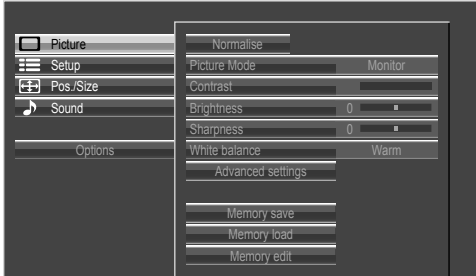 Picture
Setup
Pos./Size
Sound
Options
Normalise
Picture Mode Monitor
Contrast
Brightness 0
Sharpness 0
White balance Warm
Advanced settings
Memory save
Memory load
Memory edit